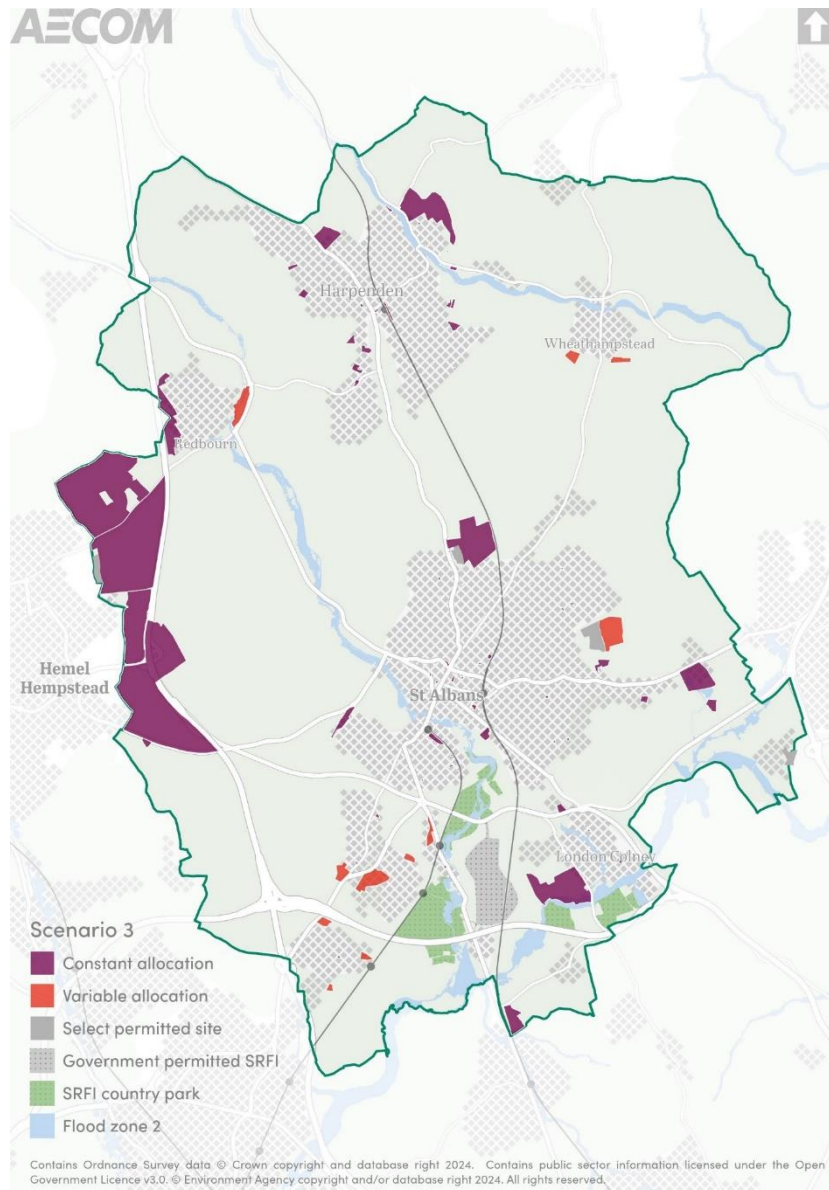 AECOM
Harpenden
Wheathampstead
Redbourn
Hemel
Hempstead
St Albans
London Colney
Scenario 3
Constant allocation
Variable allocation
Select permitted site
Government permitted SRFI
SRFI country park
Flood zone 2
Contains Ordnance Survey data © Crown copyright and database right 2024. Contains public sector information licensed under the Open
Government Licence v3.0. © Environment Agency copyright and/or database right 2024. All rights reserved.